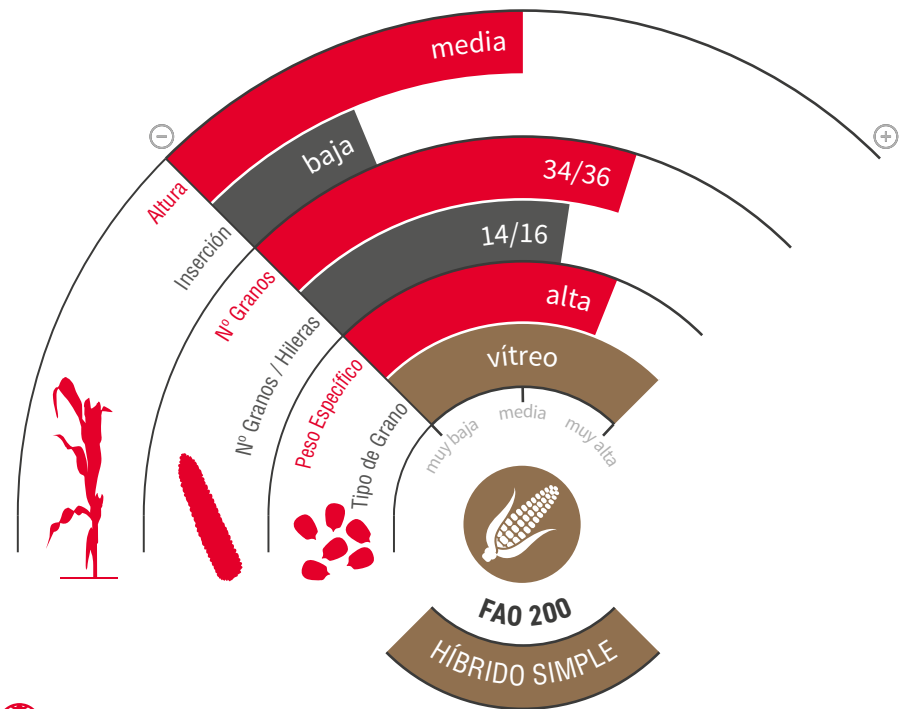 media
baja
34/36
14/16
alta
vítreo
Altura
Inserción
Nº Granos
Nº Granos / Hileras
Peso Específico
Tipo de Grano
muy baja
media
muy alta
FAO 200
HÍBRIDO SIMPLE